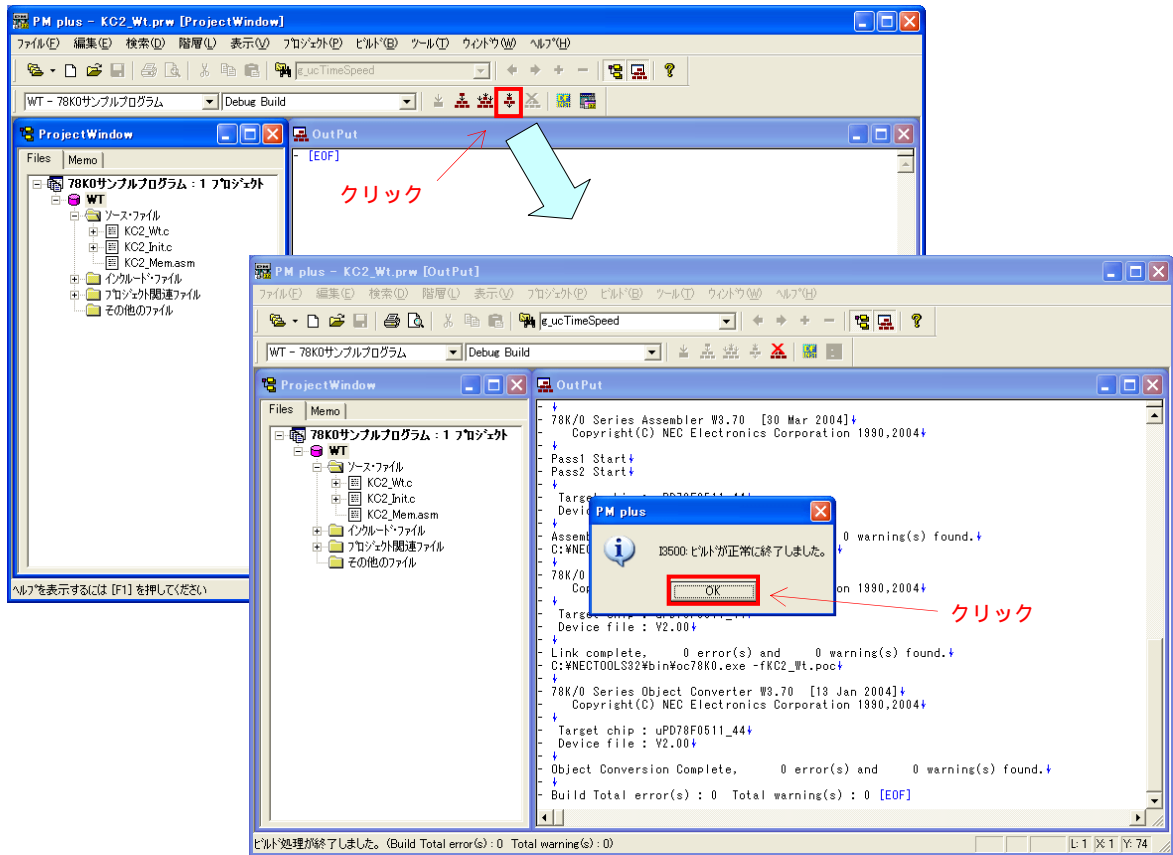 PM plus - KC2_Wt.prw [ProjectWindow]
ファイル(F) 編集(E) 検索(D) 階層(L) 表示(V) プロジェクト(P) ビルド(B) ツール(T) ウィンドウ(W) ヘルプ(H)
g_ucTimeSpeed
WT - 78K0サンプルプログラム Debug Build
ProjectWindow
Files Memo
78K0サンプルプログラム : 1 プロジェクト
WT
ソース・ファイル
KC2_Wt.c
KC2_Init.c
KC2_Mem.asm
インクルード・ファイル
プロジェクト関連ファイル
その他のファイル
ヘルプを表示するには [F1] を押してください
OutPut
- [EOF]
クリック
PM plus - KC2_Wt.prw [OutPut]
ファイル(F) 編集(E) 検索(D) 階層(L) 表示(V) プロジェクト(P) ビルド(B) ツール(T) ウィンドウ(W) ヘルプ(H)
g_ucTimeSpeed
WT - 78K0サンプルプログラム Debug Build
ProjectWindow
Files Memo
78K0サンプルプログラム : 1 プロジェクト
WT
ソース・ファイル
KC2_Wt.c
KC2_Init.c
KC2_Mem.asm
インクルード・ファイル
プロジェクト関連ファイル
その他のファイル
OutPut
- ↓
- 78K/0 Series Assembler W3.70 [30 Mar 2004]↓
- Copyright(C) NEC Electronics Corporation 1990,2004↓
- ↓
- Pass1 Start↓
- Pass2 Start↓
- ↓
- Assemb 0 warning(s) found.↓
- C:¥NEC ↓
- ↓
- 78K/0
- Cop on 1990,2004↓
- ↓
- Device file : V2.00↓
- ↓
- Link complete, 0 error(s) and 0 warning(s) found.↓
- C:¥NECTOOLS32¥bin¥oc78K0.exe -fKC2_Wt.poc↓
- ↓
- 78K/0 Series Object Converter W3.70 [13 Jan 2004]↓
- Copyright(C) NEC Electronics Corporation 1990,2004↓
- ↓
- Target chip : uPD78F0511_44↓
- Device file : V2.00↓
- ↓
- Object Conversion Complete, 0 error(s) and 0 warning(s) found.↓
- ↓
- Build Total error(s) : 0 Total warning(s) : 0 [EOF]
PM plus
I3500: ビルドが正常に終了しました。
OK
クリック
ビルド処理が終了しました。(Build Total error(s) : 0 Total warning(s) : 0)
L: 1 X: 1 Y: 74